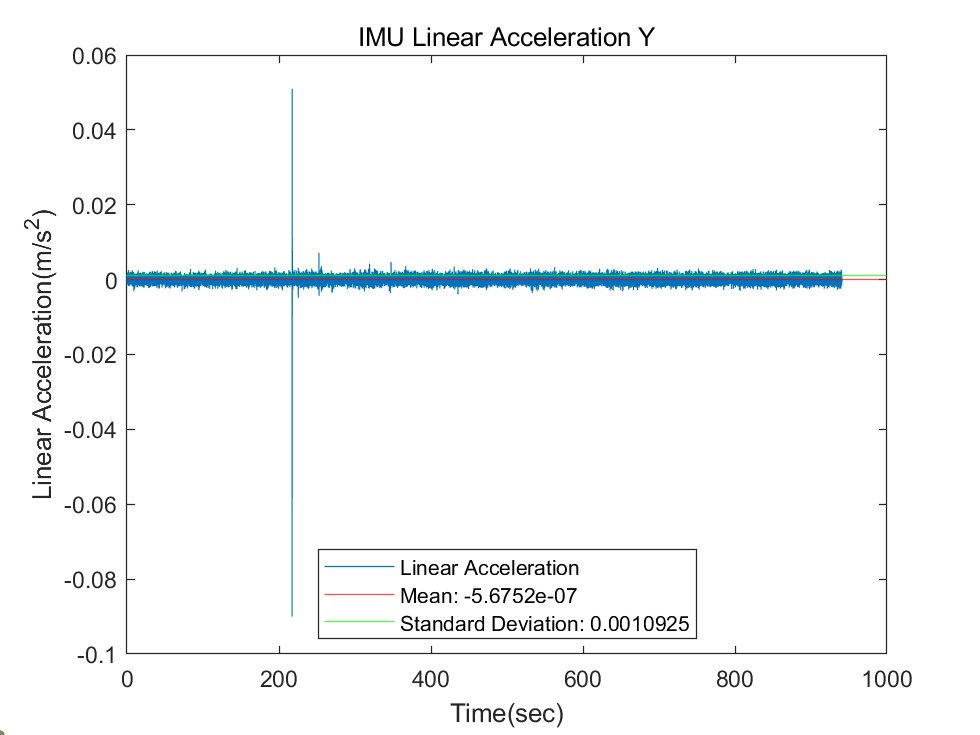 IMU Linear Acceleration Y
0.06
0.04
0.02
0
-0.02
-0.04
-0.06
-0.08
-0.1
Linear Acceleration(m/s²)
Linear Acceleration
Mean: -5.6752e-07
Standard Deviation: 0.0010925
0 200 400 600 800 1000
Time(sec)